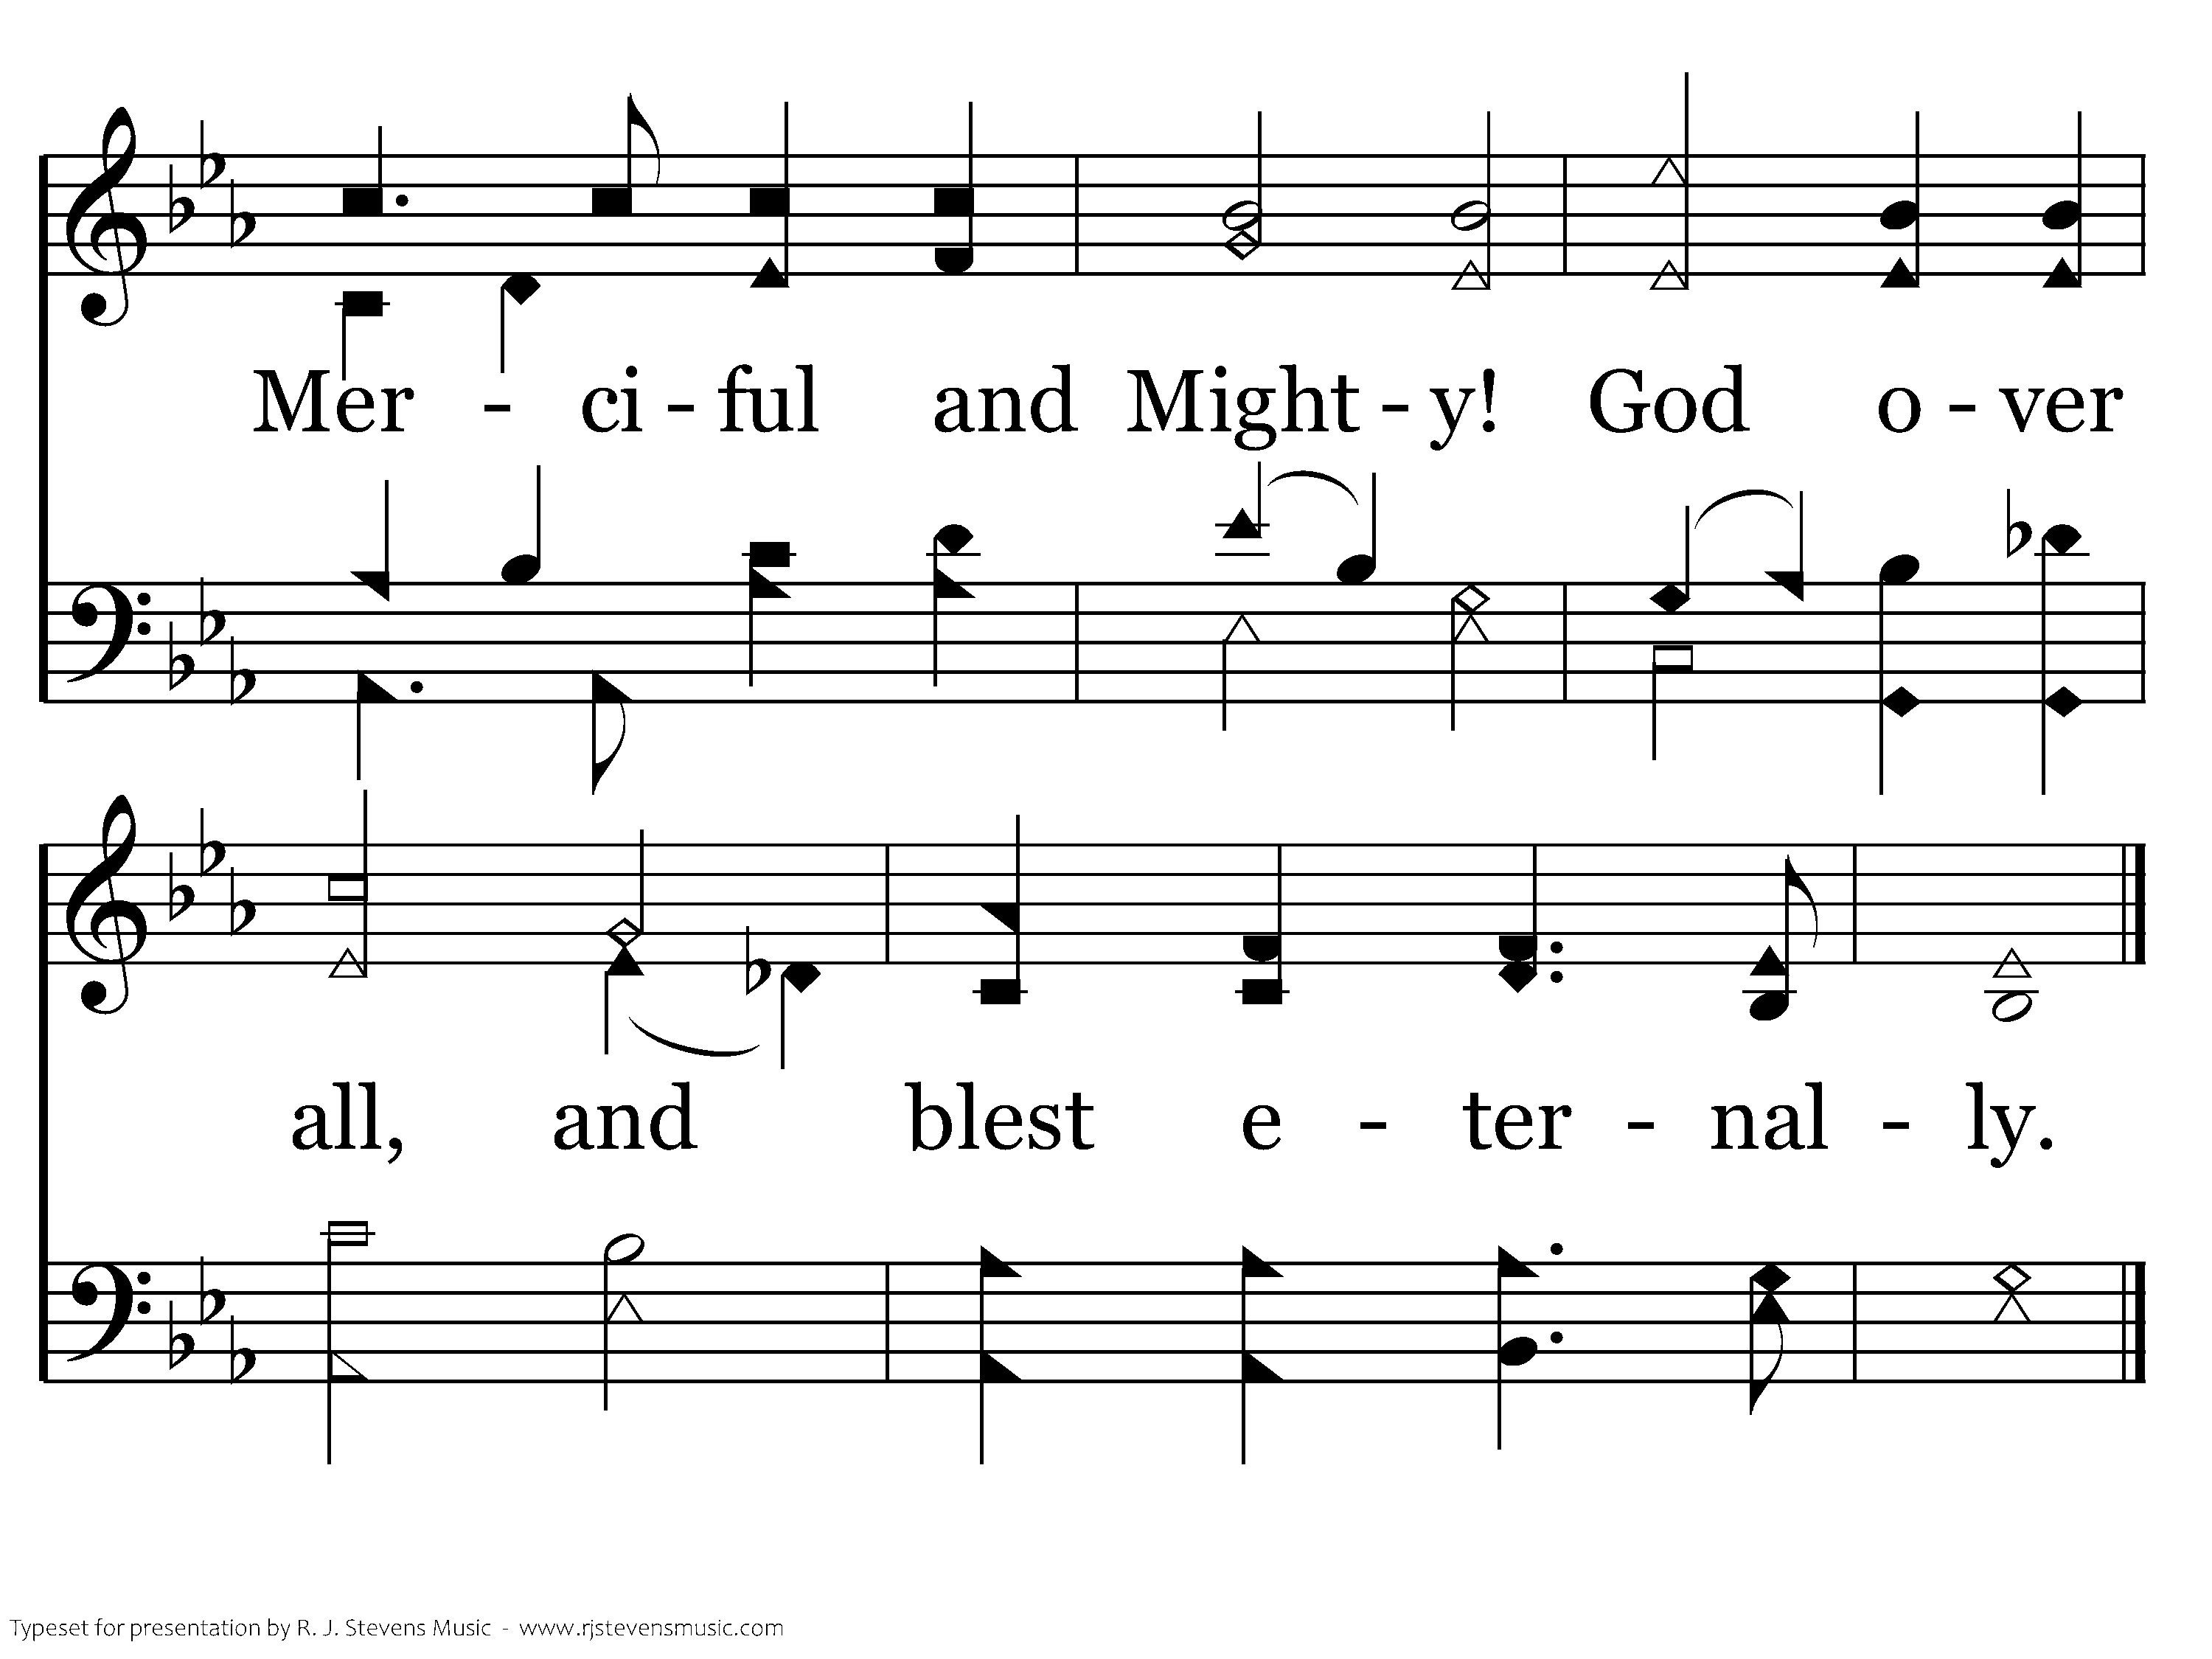 Mer - ci - ful and Might - y! God o - ver
all, and blest e - ter - nal - ly.
Typeset for presentation by R. J. Stevens Music - www.rjstevensmusic.com